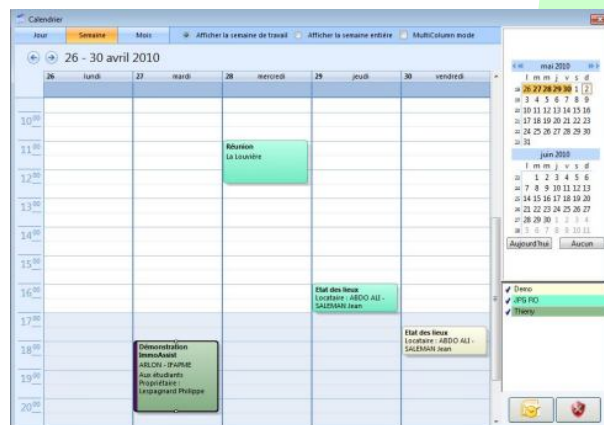 Calendrier
Jour Semaine Mois Afficher la semaine de travail Afficher la semaine entière MultiColumn mode
26 - 30 avril 2010
26 lundi 27 mardi 28 mercredi 29 jeudi 30 vendredi
10 00
11 00
12 00
13 00
14 00
15 00
16 00
17 00
18 00
19 00
20 00
Réunion
La Louvière
Etat des lieux
Locataire : ABDO ALI -
SALEMAN Jean
Etat des lieux
Locataire : ABDO ALI -
SALEMAN Jean
Démonstration
ImmoAssist
ARLON - IFAPME
Aux étudiants
Propriétaire :
Lespagnard Philippe
mai 2010
l m m j v s d
26 27 28 29 30 1 2
3 4 5 6 7 8 9
10 11 12 13 14 15 16
17 18 19 20 21 22 23
24 25 26 27 28 29 30
31
juin 2010
l m m j v s d
1 2 3 4 5 6
7 8 9 10 11 12 13
14 15 16 17 18 19 20
21 22 23 24 25 26 27
28 29 30 1 2 3 4
5 6 7 8 9 10 11
Aujourd'hui Aucun
Demo
Thierry